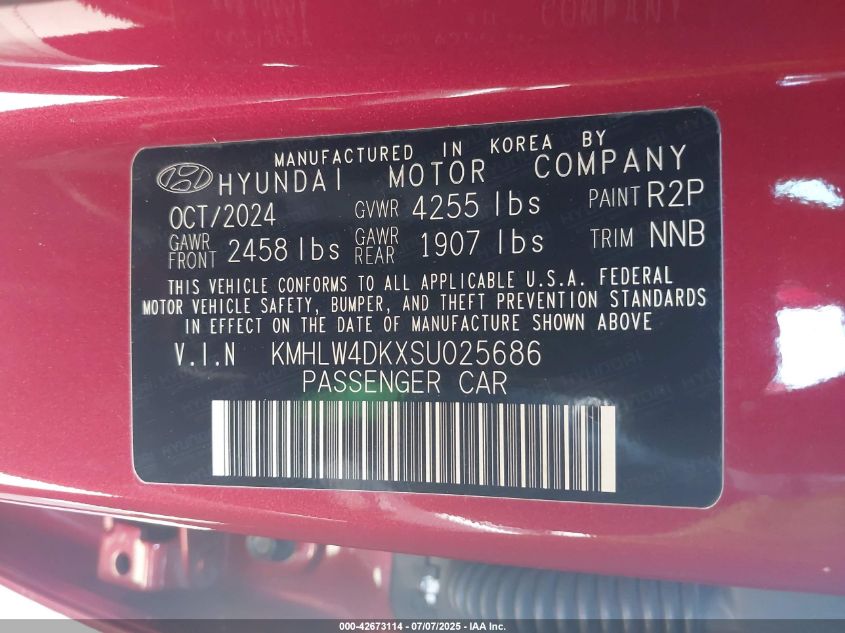 MANUFACTURED IN KOREA BY
HYUNDAI MOTOR COMPANY
OCT/2024 GVWR 4255 lbs PAINT R2P
GAWR FRONT 2458 lbs GAWR REAR 1907 lbs TRIM NNB
THIS VEHICLE CONFORMS TO ALL APPLICABLE U.S.A. FEDERAL
MOTOR VEHICLE SAFETY, BUMPER, AND THEFT PREVENTION STANDARDS
IN EFFECT ON THE DATE OF MANUFACTURE SHOWN ABOVE
V.I.N KMHLW4DKXSU025686
PASSENGER CAR
000-42673114 - 07/07/2025 - IAA Inc.